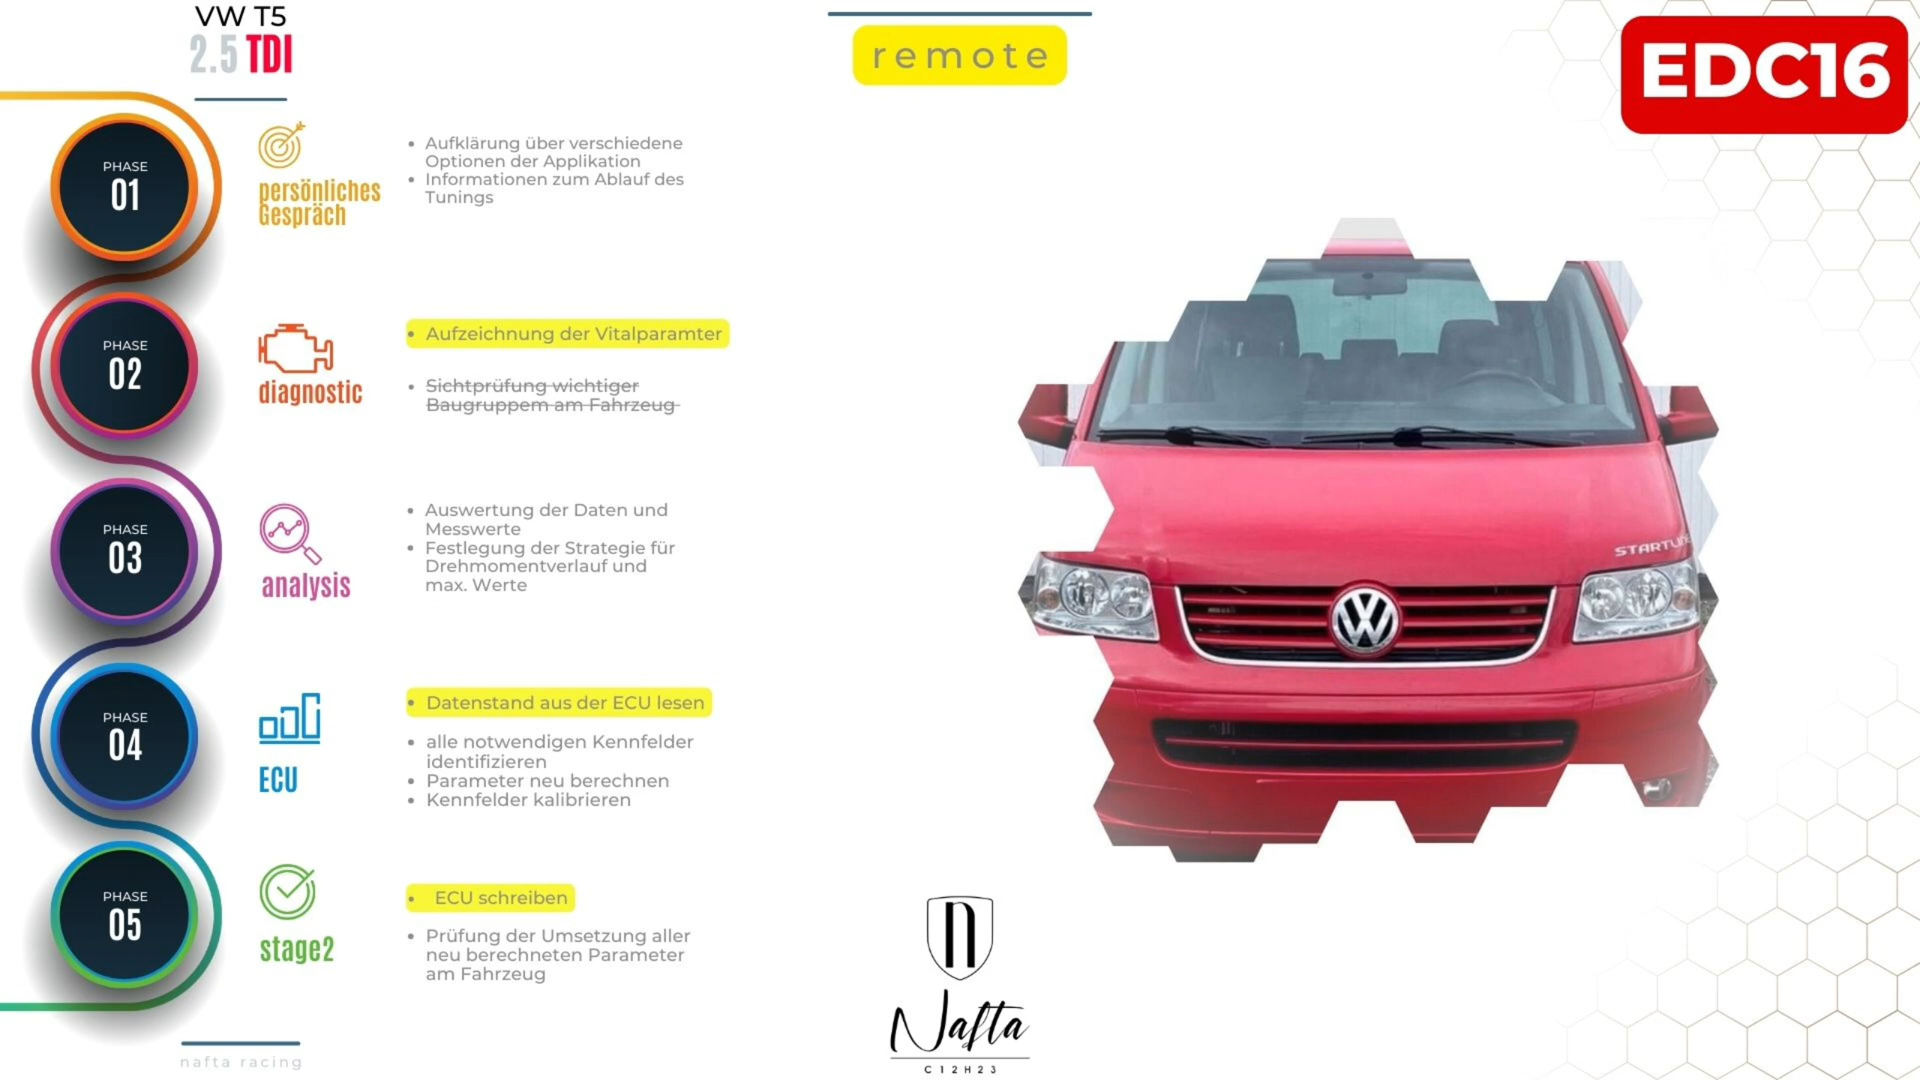 VW T5
2.5 TDI
remote
EDC16
PHASE
01
persönliches
Gespräch
Aufklärung über verschiedene
Optionen der Applikation
Informationen zum Ablauf des
Tunings
PHASE
02
diagnostic
Aufzeichnung der Vitalparamter
Sichtprüfung wichtiger
Baugruppem am Fahrzeug
PHASE
03
analysis
Auswertung der Daten und
Messwerte
Festlegung der Strategie für
Drehmomentverlauf und
max. Werte
PHASE
04
ECU
Datenstand aus der ECU lesen
alle notwendigen Kennfelder
identifizieren
Parameter neu berechnen
Kennfelder kalibrieren
PHASE
05
stage2
ECU schreiben
Prüfung der Umsetzung aller
neu berechneten Parameter
am Fahrzeug
nafta racing
n
Nafta
C12H23
VW